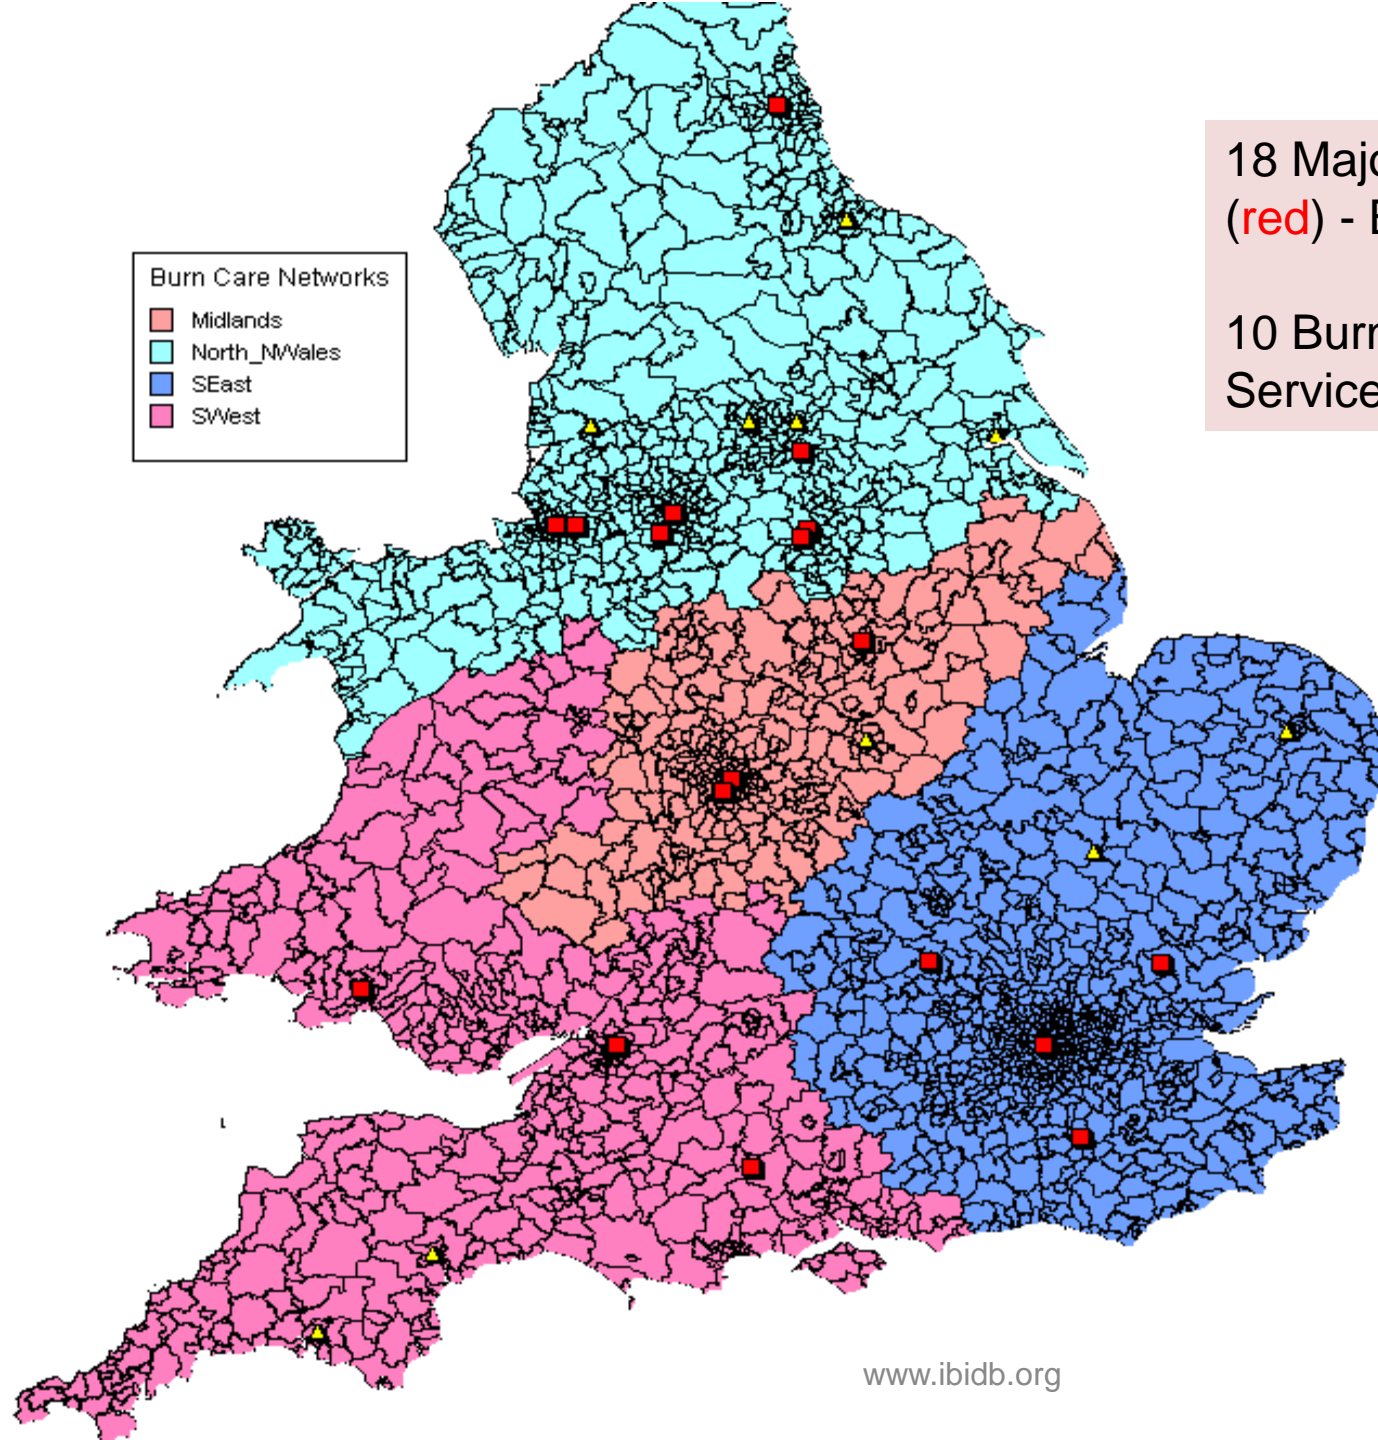 18 Majo
(red) - B
10 Burn
Service
Burn Care Networks
Midlands
North_NWales
SEast
SWest
www.ibidb.org